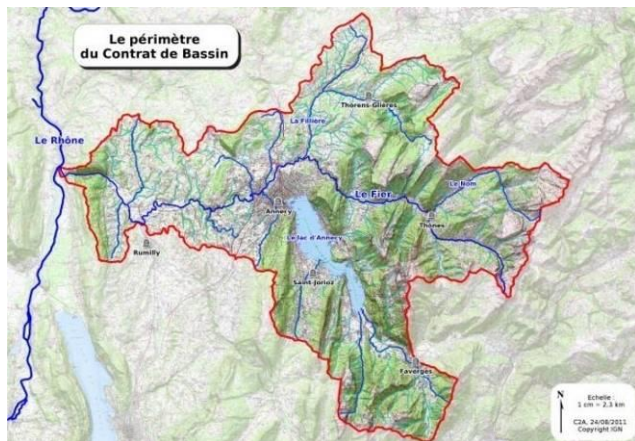 Le périmètre
du Contrat de Bassin
Thorens-Glières
La Fillière
Le Rhône
Le Nom
Le Fier
Annecy
Thônes
Le lac d'Annecy
Rumilly
Saint-Jorioz
Faverges
N
Echelle :
1 cm = 2,3 km
C2A, 24/08/2011
Copyright IGN